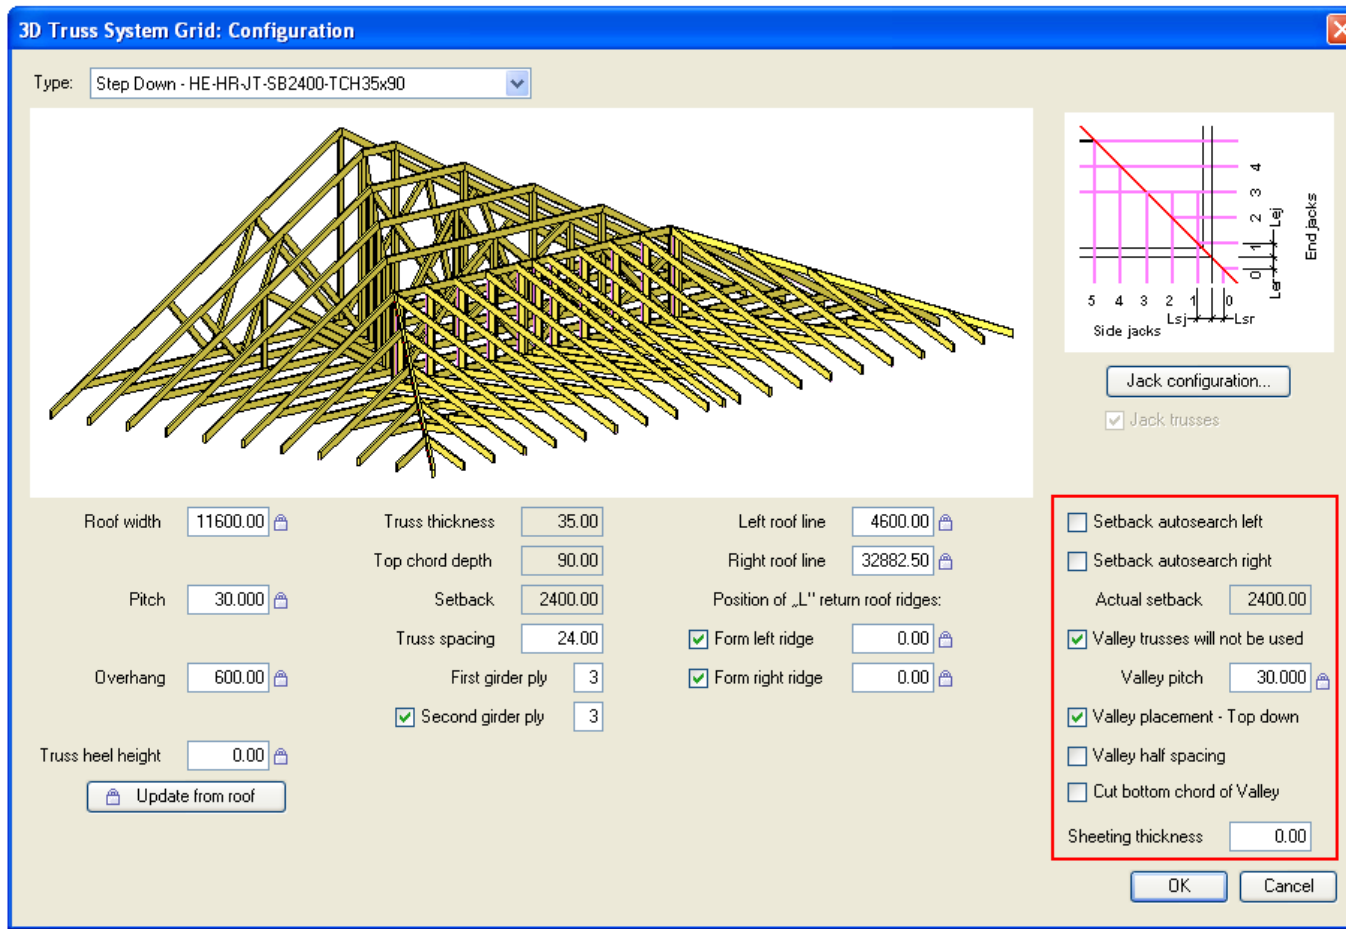 3D Truss System Grid: Configuration
Type: Step Down - HE-HR-JT-SB2400-TCH35x90
4
3
2
1
0
Lej
Ler
End jacks
5 4 3 2 1 0
Lsj Lsr
Side jacks
Jack configuration...
Jack trusses
Roof width 11600.00
Pitch 30.000
Overhang 600.00
Truss heel height 0.00
Update from roof
Truss thickness 35.00
Top chord depth 90.00
Setback 2400.00
Truss spacing 24.00
First girder ply 3
Second girder ply 3
Left roof line 4600.00
Right roof line 32882.50
Position of „L" return roof ridges:
Form left ridge 0.00
Form right ridge 0.00
Setback autosearch left
Setback autosearch right
Actual setback 2400.00
Valley trusses will not be used
Valley pitch 30.000
Valley placement - Top down
Valley half spacing
Cut bottom chord of Valley
Sheeting thickness 0.00
OK Cancel